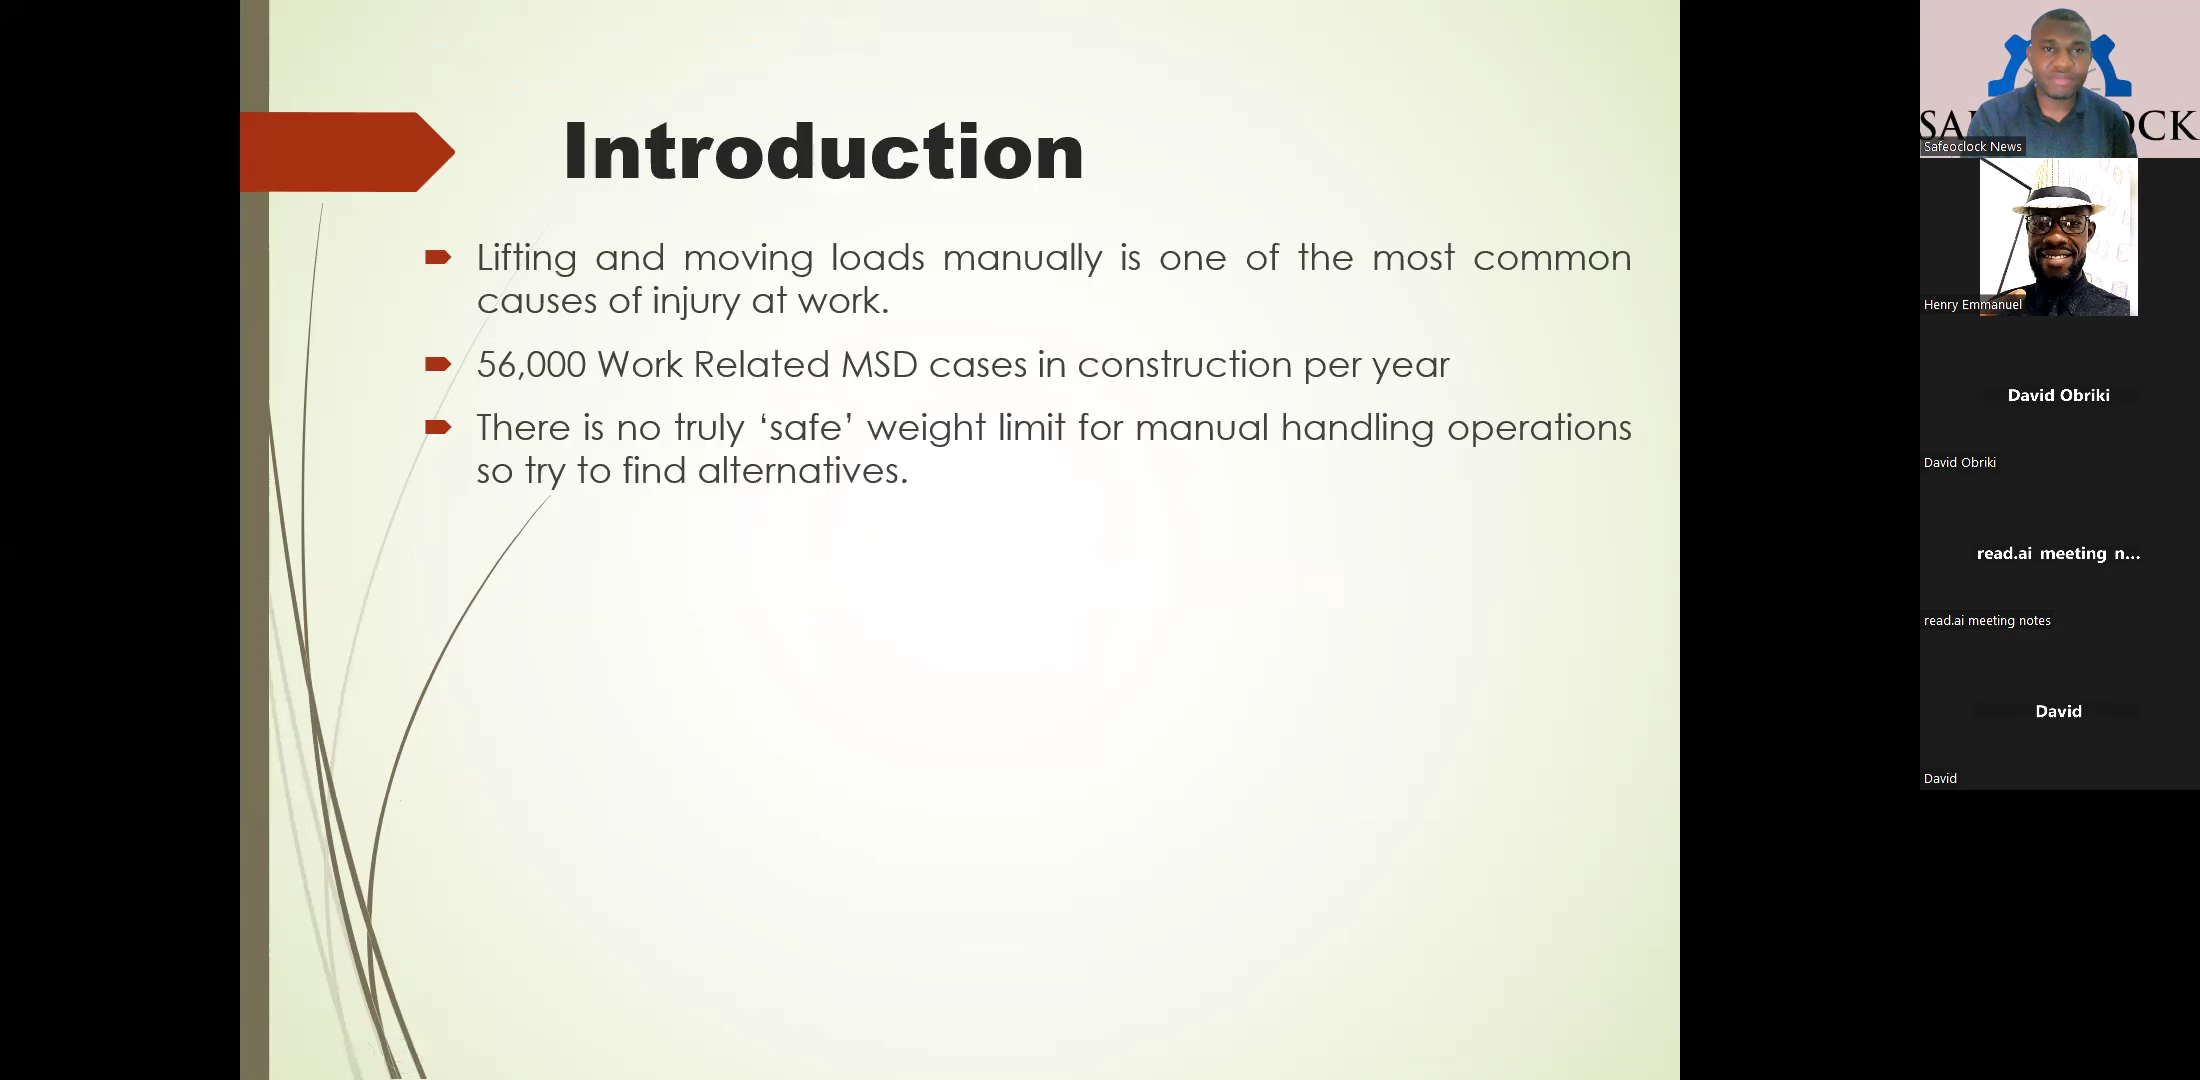 Introduction
Lifting and moving loads manually is one of the most common
causes of injury at work.
56,000 Work Related MSD cases in construction per year
There is no truly ‘safe’ weight limit for manual handling operations
so try to find alternatives.
SA OCK
Safeoclock News
Henry Emmanuel
David Obriki
David Obriki
read.ai meeting n...
read.ai meeting notes
David
David